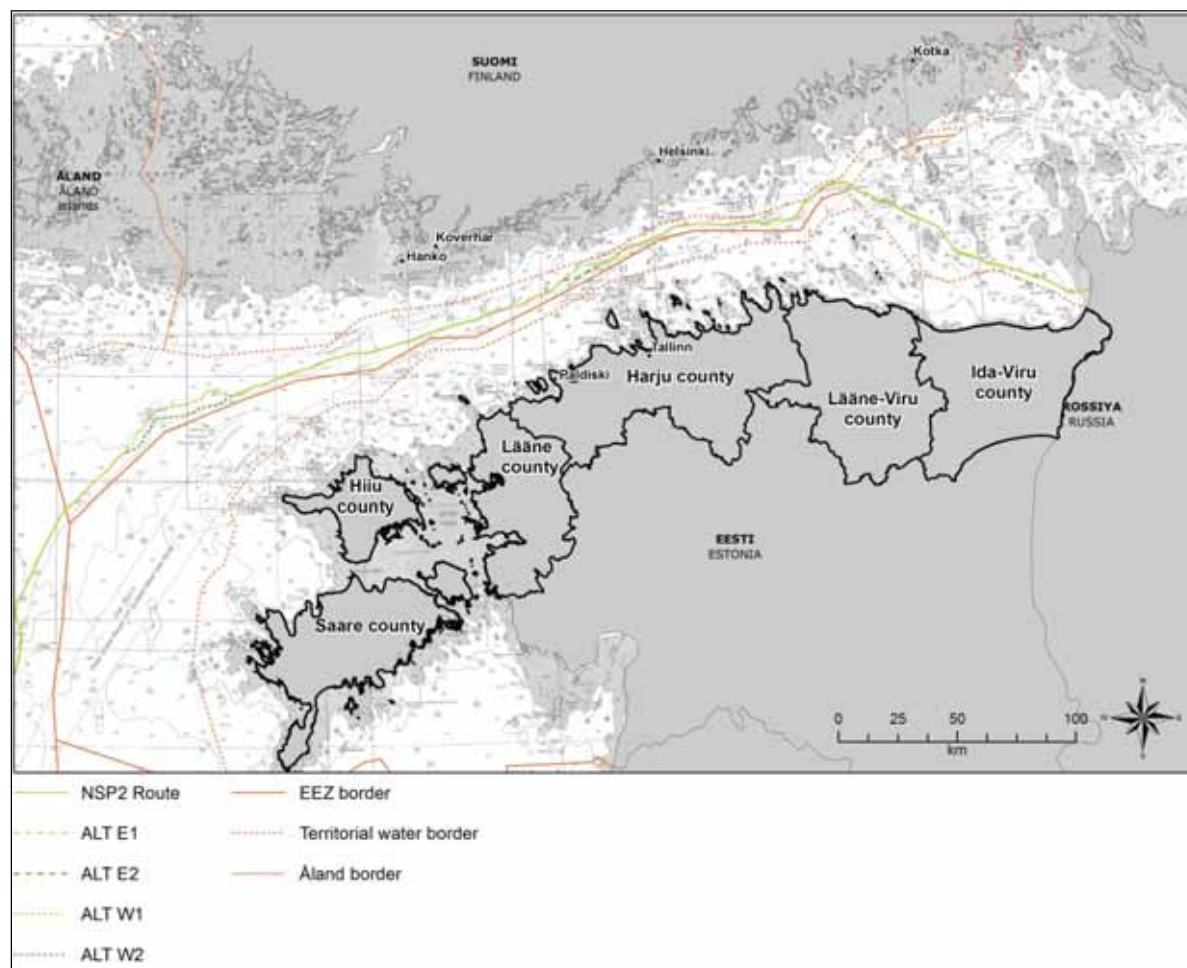 Kotka
SUOMI
FINLAND
Helsinki
ÅLAND
ÅLAND
islands
Koverhar
Hanko
Tallinn
Paldiski
Harju county
Lääne-Viru
county
Ida-Viru
county
ROSSIYA
RUSSIA
Lääne
county
Hiiu
county
EESTI
ESTONIA
Saare county
0 25 50 100
km
NSP2 Route
ALT E1
ALT E2
ALT W1
ALT W2
EEZ border
Territorial water border
Åland border